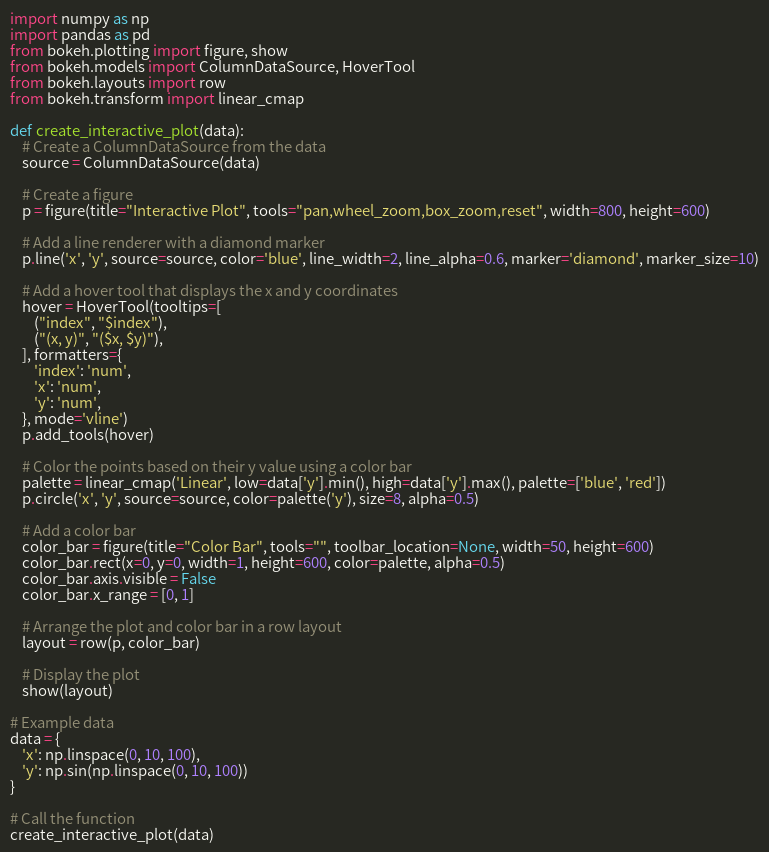 import numpy as np
import pandas as pd
from bokeh.plotting import figure, show
from bokeh.models import ColumnDataSource, HoverTool
from bokeh.layouts import row
from bokeh.transform import linear_cmap

def create_interactive_plot(data):
    # Create a ColumnDataSource from the data
    source = ColumnDataSource(data)

    # Create a figure
    p = figure(title="Interactive Plot", tools="pan,wheel_zoom,box_zoom,reset", width=800, height=600)

    # Add a line renderer with a diamond marker
    p.line('x', 'y', source=source, color='blue', line_width=2, line_alpha=0.6, marker='diamond', marker_size=10)

    # Add a hover tool that displays the x and y coordinates
    hover = HoverTool(tooltips=[
        ("index", "$index"),
        ("(x, y)", "($x, $y)"),
    ], formatters={
        'index': 'num',
        'x': 'num',
        'y': 'num',
    }, mode='vline')
    p.add_tools(hover)

    # Color the points based on their y value using a color bar
    palette = linear_cmap('Linear', low=data['y'].min(), high=data['y'].max(), palette=['blue', 'red'])
    p.circle('x', 'y', source=source, color=palette('y'), size=8, alpha=0.5)

    # Add a color bar
    color_bar = figure(title="Color Bar", tools="", toolbar_location=None, width=50, height=600)
    color_bar.rect(x=0, y=0, width=1, height=600, color=palette, alpha=0.5)
    color_bar.axis.visible = False
    color_bar.x_range = [0, 1]

    # Arrange the plot and color bar in a row layout
    layout = row(p, color_bar)

    # Display the plot
    show(layout)

# Example data
data = {
    'x': np.linspace(0, 10, 100),
    'y': np.sin(np.linspace(0, 10, 100))
}

# Call the function
create_interactive_plot(data)